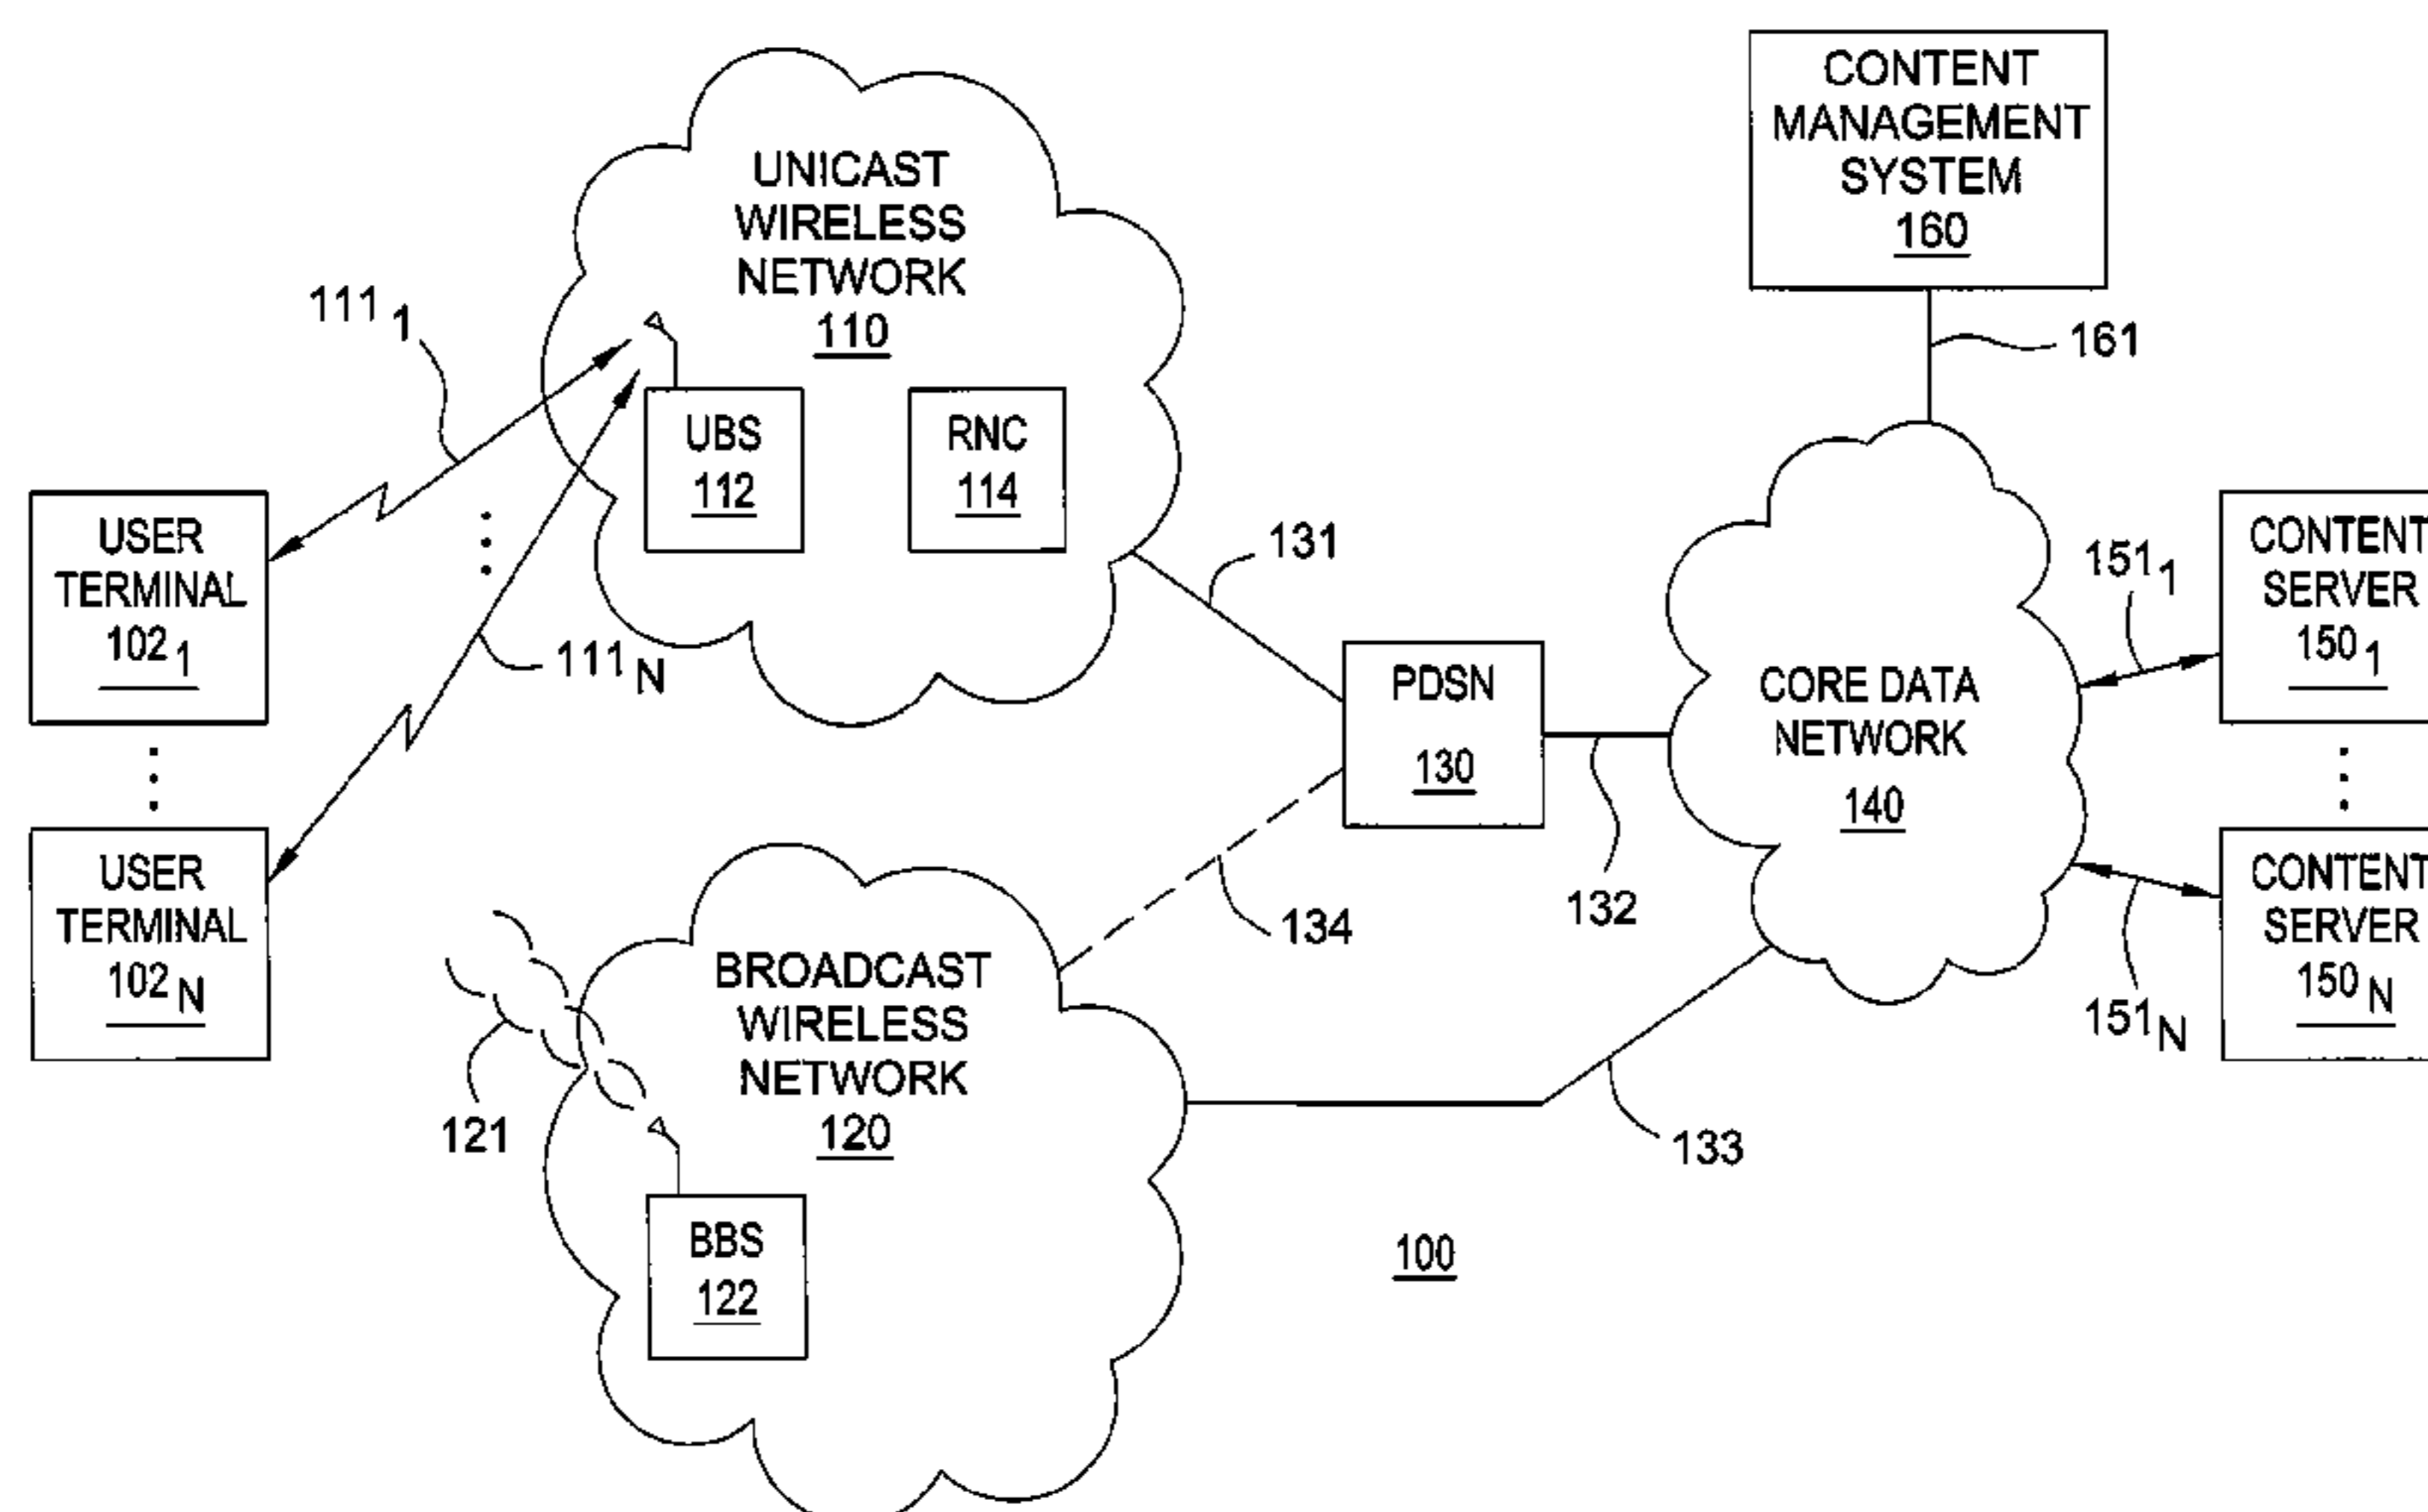 CONTENT
MANAGEMENT
SYSTEM
160
161
UNICAST
WIRELESS
NETWORK
110
111 1
UBS
112
RNC
114
USER
TERMINAL
102 1
111 N
131
PDSN
130
132
CORE DATA
NETWORK
140
151 1
CONTENT
SERVER
150 1
USER
TERMINAL
102 N
134
CONTENT
SERVER
150 N
151 N
BROADCAST
WIRELESS
NETWORK
120
121
BBS
122
133
100